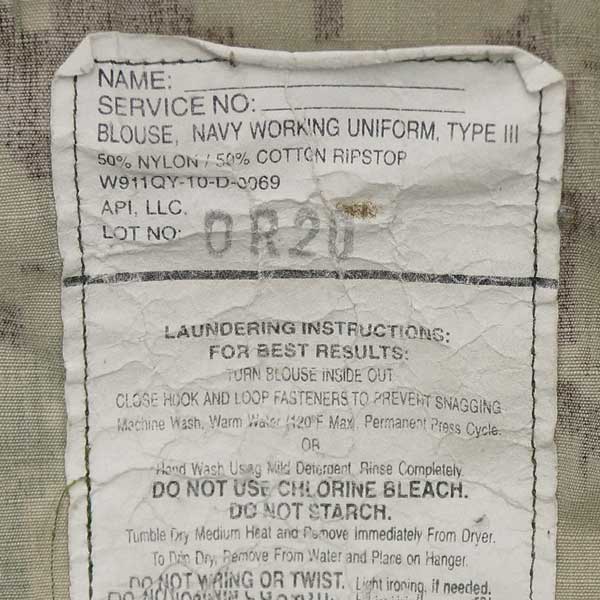 NAME:
SERVICE NO:
BLOUSE, NAVY WORKING UNIFORM, TYPE III
50% NYLON / 50% COTTON RIPSTOP
W911QY-10-D-0069
API, LLC.
LOT NO: 0R20
LAUNDERING INSTRUCTIONS:
FOR BEST RESULTS:
TURN BLOUSE INSIDE OUT
CLOSE HOOK AND LOOP FASTENERS TO PREVENT SNAGGING
Machine Wash, Warm Water (120°F Max), Permanent Press Cycle.
OR
Hand Wash Using Mild Detergent, Rinse Completely.
DO NOT USE CHLORINE BLEACH.
DO NOT STARCH.
Tumble Dry Medium Heat and Remove Immediately From Dryer.
To Drip Dry, Remove From Water and Place on Hanger.
DO NOT WRING OR TWIST. Light ironing, if needed.